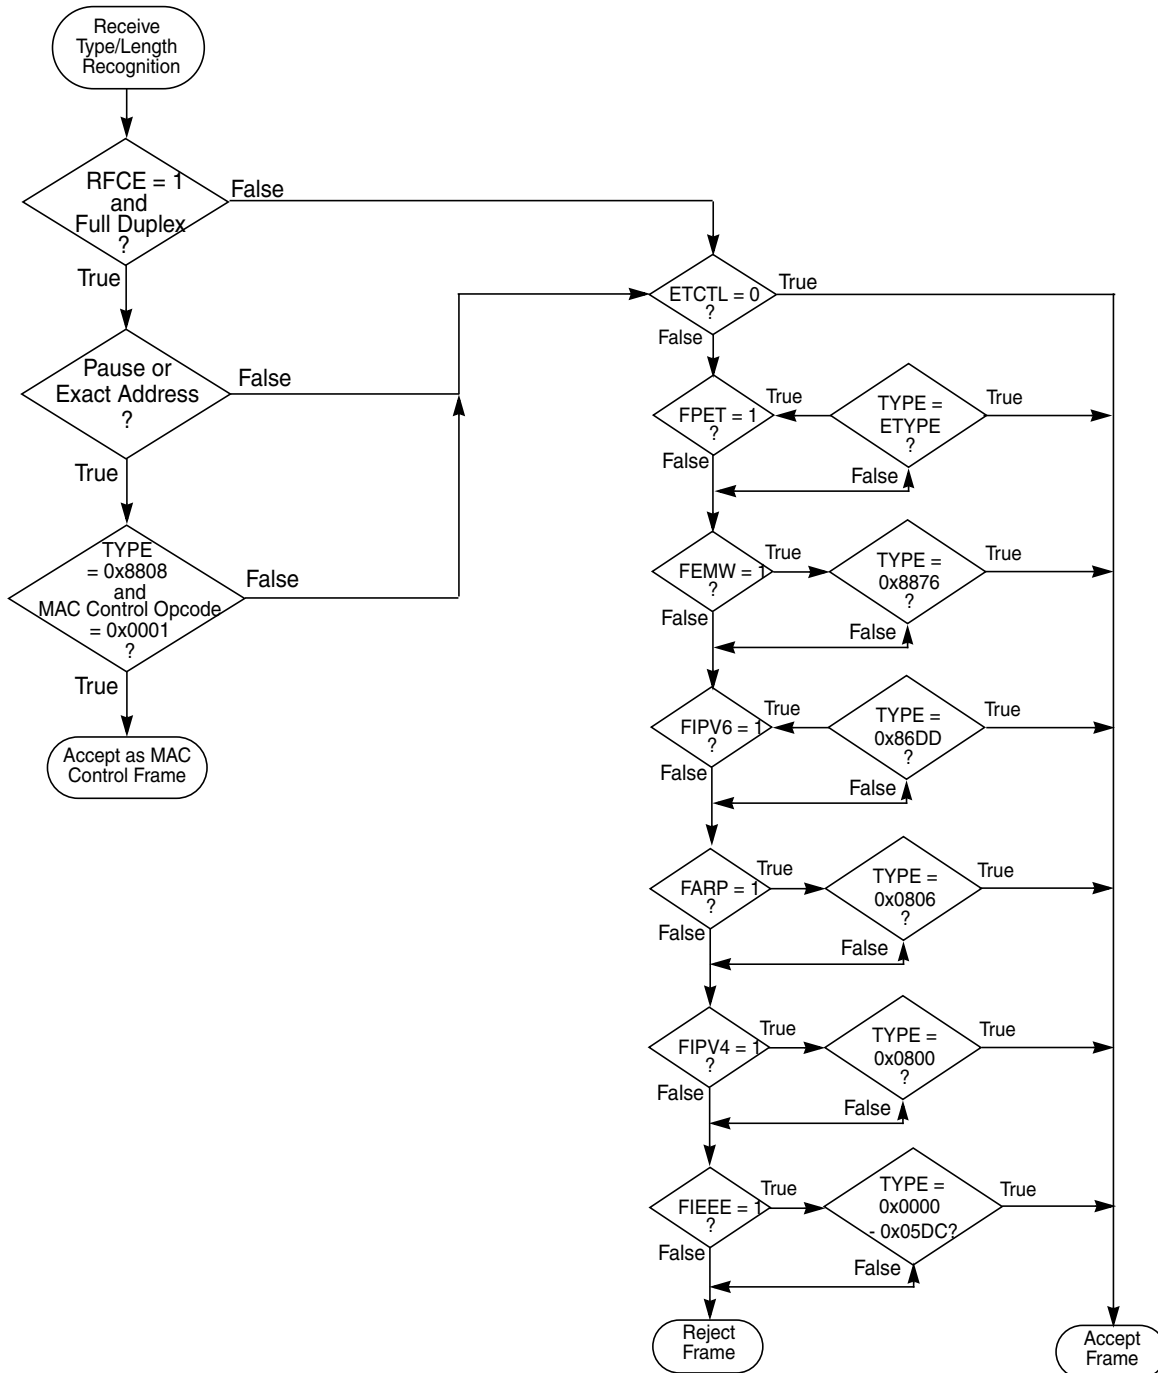 Receive
Type/Length
Recognition
RFCE = 1
and
Full Duplex
?
False
True
Pause or
Exact Address
?
False
True
TYPE
= 0x8808
and
MAC Control Opcode
= 0x0001
?
False
True
Accept as MAC
Control Frame
ETCTL = 0
?
True
False
FPET = 1
?
True
False
TYPE =
ETYPE
?
True
False
FEMW = 1
?
True
False
TYPE =
0x8876
?
True
False
FIPV6 = 1
?
True
False
TYPE =
0x86DD
?
True
False
FARP = 1
?
True
False
TYPE =
0x0806
?
True
False
FIPV4 = 1
?
True
False
TYPE =
0x0800
?
True
False
FIEEE = 1
?
True
False
TYPE =
0x0000
- 0x05DC?
True
False
Reject
Frame
Accept
Frame